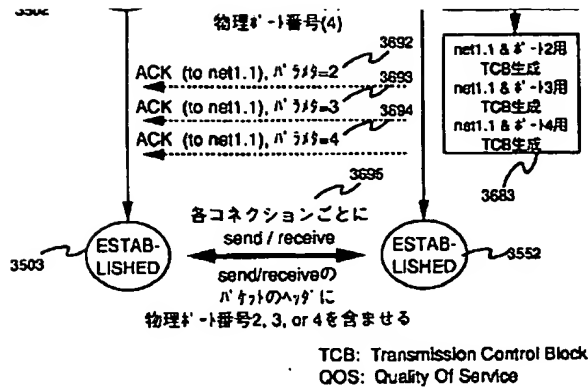 3502
物理ポート番号(4)
3692
ACK (to net1.1), パラメタ=2
3693
ACK (to net1.1), パラメタ=3
3694
ACK (to net1.1), パラメタ=4
net1.1 & ポート2用
TCB生成
net1.1 & ポート3用
TCB生成
net1.1 & ポート4用
TCB生成
3683
3695
各コネクションごとに
send / receive
ESTAB-
LISHED
3503
ESTAB-
LISHED
3552
send/receiveの
パケットのヘッダに
物理ポート番号2, 3, or 4を含ませる
TCB: Transmission Control Block
QOS: Quality Of Service